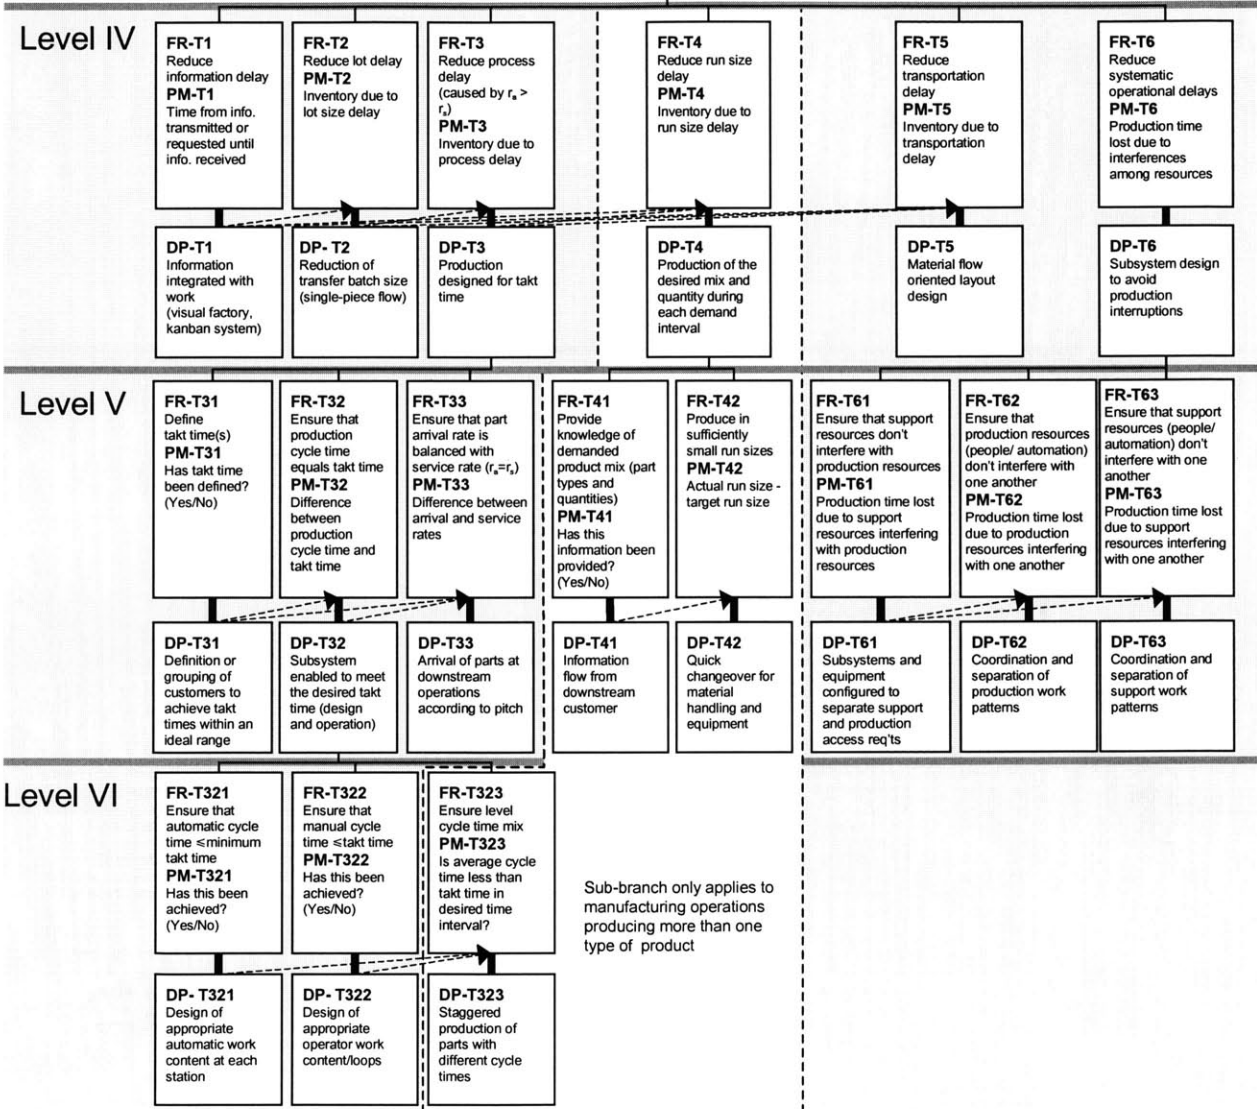 Level IV
FR-T1
Reduce
information delay
PM-T1
Time from info.
transmitted or
requested until
info. received
FR-T2
Reduce lot delay
PM-T2
Inventory due to
lot size delay
FR-T3
Reduce process
delay
(caused by rₐ >
rₛ)
PM-T3
Inventory due to
process delay
FR-T4
Reduce run size
delay
PM-T4
Inventory due to
run size delay
FR-T5
Reduce
transportation
delay
PM-T5
Inventory due to
transportation
delay
FR-T6
Reduce
systematic
operational delays
PM-T6
Production time
lost due to
interferences
among resources
DP-T1
Information
integrated with
work
(visual factory,
kanban system)
DP- T2
Reduction of
transfer batch size
(single-piece flow)
DP-T3
Production
designed for takt
time
DP-T4
Production of the
desired mix and
quantity during
each demand
interval
DP-T5
Material flow
oriented layout
design
DP-T6
Subsystem design
to avoid
production
interruptions
Level V
FR-T31
Define
takt time(s)
PM-T31
Has takt time
been defined?
(Yes/No)
FR-T32
Ensure that
production
cycle time
equals takt time
PM-T32
Difference
between
production
cycle time and
takt time
FR-T33
Ensure that part
arrival rate is
balanced with
service rate (rₐ=rₛ)
PM-T33
Difference between
arrival and service
rates
FR-T41
Provide
knowledge of
demanded
product mix (part
types and
quantities)
PM-T41
Has this
information been
provided?
(Yes/No)
FR-T42
Produce in
sufficiently
small run sizes
PM-T42
Actual run size -
target run size
FR-T61
Ensure that support
resources don't
interfere with
production resources
PM-T61
Production time lost
due to support
resources interfering
with production
resources
FR-T62
Ensure that
production resources
(people/ automation)
don't interfere with
one another
PM-T62
Production time lost
due to production
resources interfering
with one another
FR-T63
Ensure that support
resources (people/
automation) don't
interfere with one
another
PM-T63
Production time lost
due to support
resources interfering
with one another
DP-T31
Definition or
grouping of
customers to
achieve takt
times within an
ideal range
DP-T32
Subsystem
enabled to meet
the desired takt
time (design
and operation)
DP-T33
Arrival of parts at
downstream
operations
according to pitch
DP-T41
Information
flow from
downstream
customer
DP-T42
Quick
changeover for
material
handling and
equipment
DP-T61
Subsystems and
equipment
configured to
separate support
and production
access req'ts
DP-T62
Coordination and
separation of
production work
patterns
DP-T63
Coordination and
separation of
support work
patterns
Level VI
FR-T321
Ensure that
automatic cycle
time ≤minimum
takt time
PM-T321
Has this been
achieved?
(Yes/No)
FR-T322
Ensure that
manual cycle
time ≤takt time
PM-T322
Has this been
achieved?
(Yes/No)
FR-T323
Ensure level
cycle time mix
PM-T323
Is average cycle
time less than
takt time in
desired time
interval?
Sub-branch only applies to
manufacturing operations
producing more than one
type of product
DP- T321
Design of
appropriate
automatic work
content at each
station
DP- T322
Design of
appropriate
operator work
content/loops
DP-T323
Staggered
production of
parts with
different cycle
times